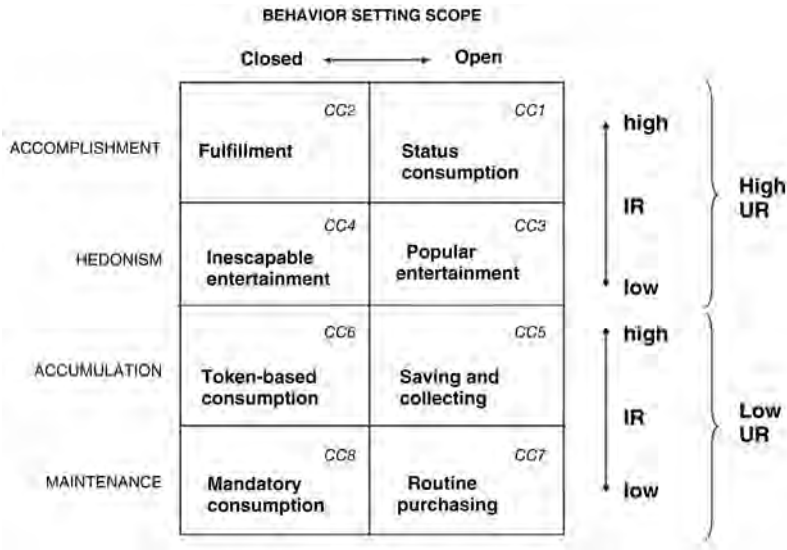 BEHAVIOR SETTING SCOPE
Closed Open
CC2 CC1
high
ACCOMPLISHMENT Fulfillment Status
consumption
IR High
UR
CC4 CC3
HEDONISM Inescapable
entertainment Popular
entertainment
low
CC6 CC5
high
ACCUMULATION Token-based
consumption Saving and
collecting
IR Low
UR
CC8 CC7
MAINTENANCE Mandatory
consumption Routine
purchasing
low